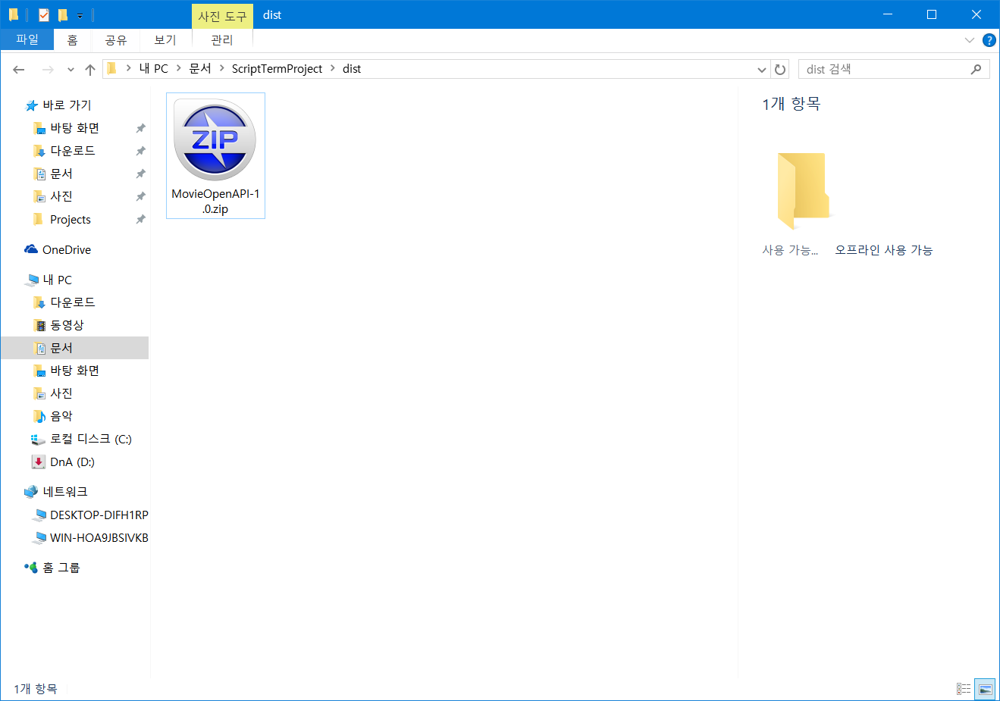 사진 도구
dist
파일
홈
공유
보기
관리
내 PC
문서
ScriptTermProject
dist
dist 검색
바로 가기
바탕 화면
다운로드
문서
사진
Projects
OneDrive
내 PC
다운로드
동영상
문서
바탕 화면
사진
음악
로컬 디스크 (C:)
DnA (D:)
네트워크
DESKTOP-DIFH1RP
WIN-HOA9JBSIVKB
홈 그룹
ZIP
MovieOpenAPI-1
.0.zip
1개 항목
사용 가능... 오프라인 사용 가능
1개 항목